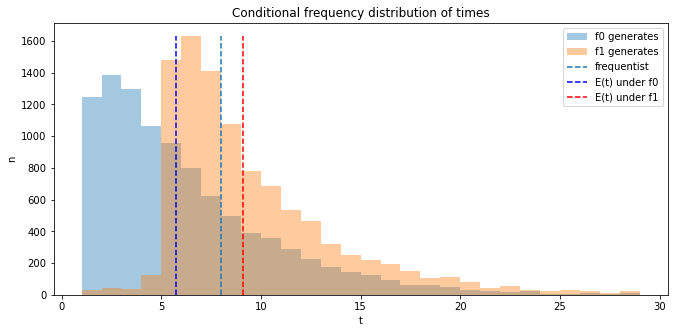 Conditional frequency distribution of times
f0 generates
f1 generates
frequentist
E(t) under f0
E(t) under f1
n
1600
1400
1200
1000
800
600
400
200
0
0 5 10 15 20 25 30
t